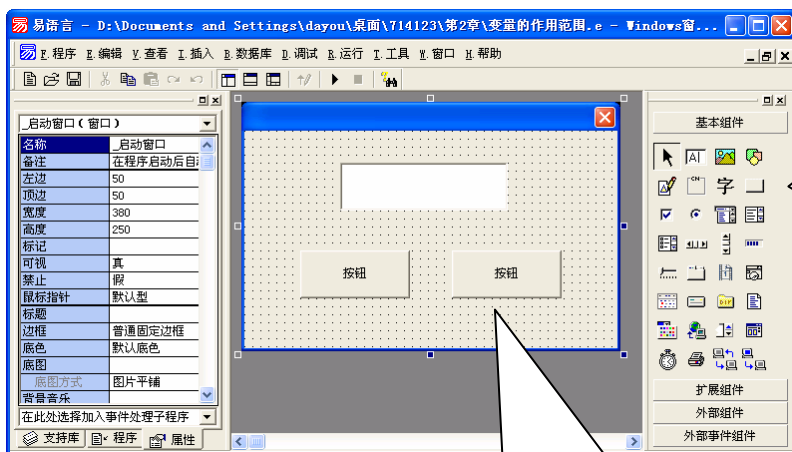 易语言 - D:\Documents and Settings\dayou\桌面\714123\第2章\变量的作用范围.e - Windows窗...
F.程序 E.编辑 V.查看 I.插入 B.数据库 D.调试 R.运行 T.工具 W.窗口 H.帮助
_启动窗口(窗口)
名称 _启动窗口
备注 在程序启动后自
左边 50
顶边 50
宽度 380
高度 250
标记
可视 真
禁止 假
鼠标指针 默认型
标题
边框 普通固定边框
底色 默认底色
底图
底图方式 图片平铺
背景音乐
在此处选择加入事件处理子程序
支持库 程序 属性
按钮 按钮
基本组件
A
CN 字
DIF
扩展组件
外部组件
外部事件组件